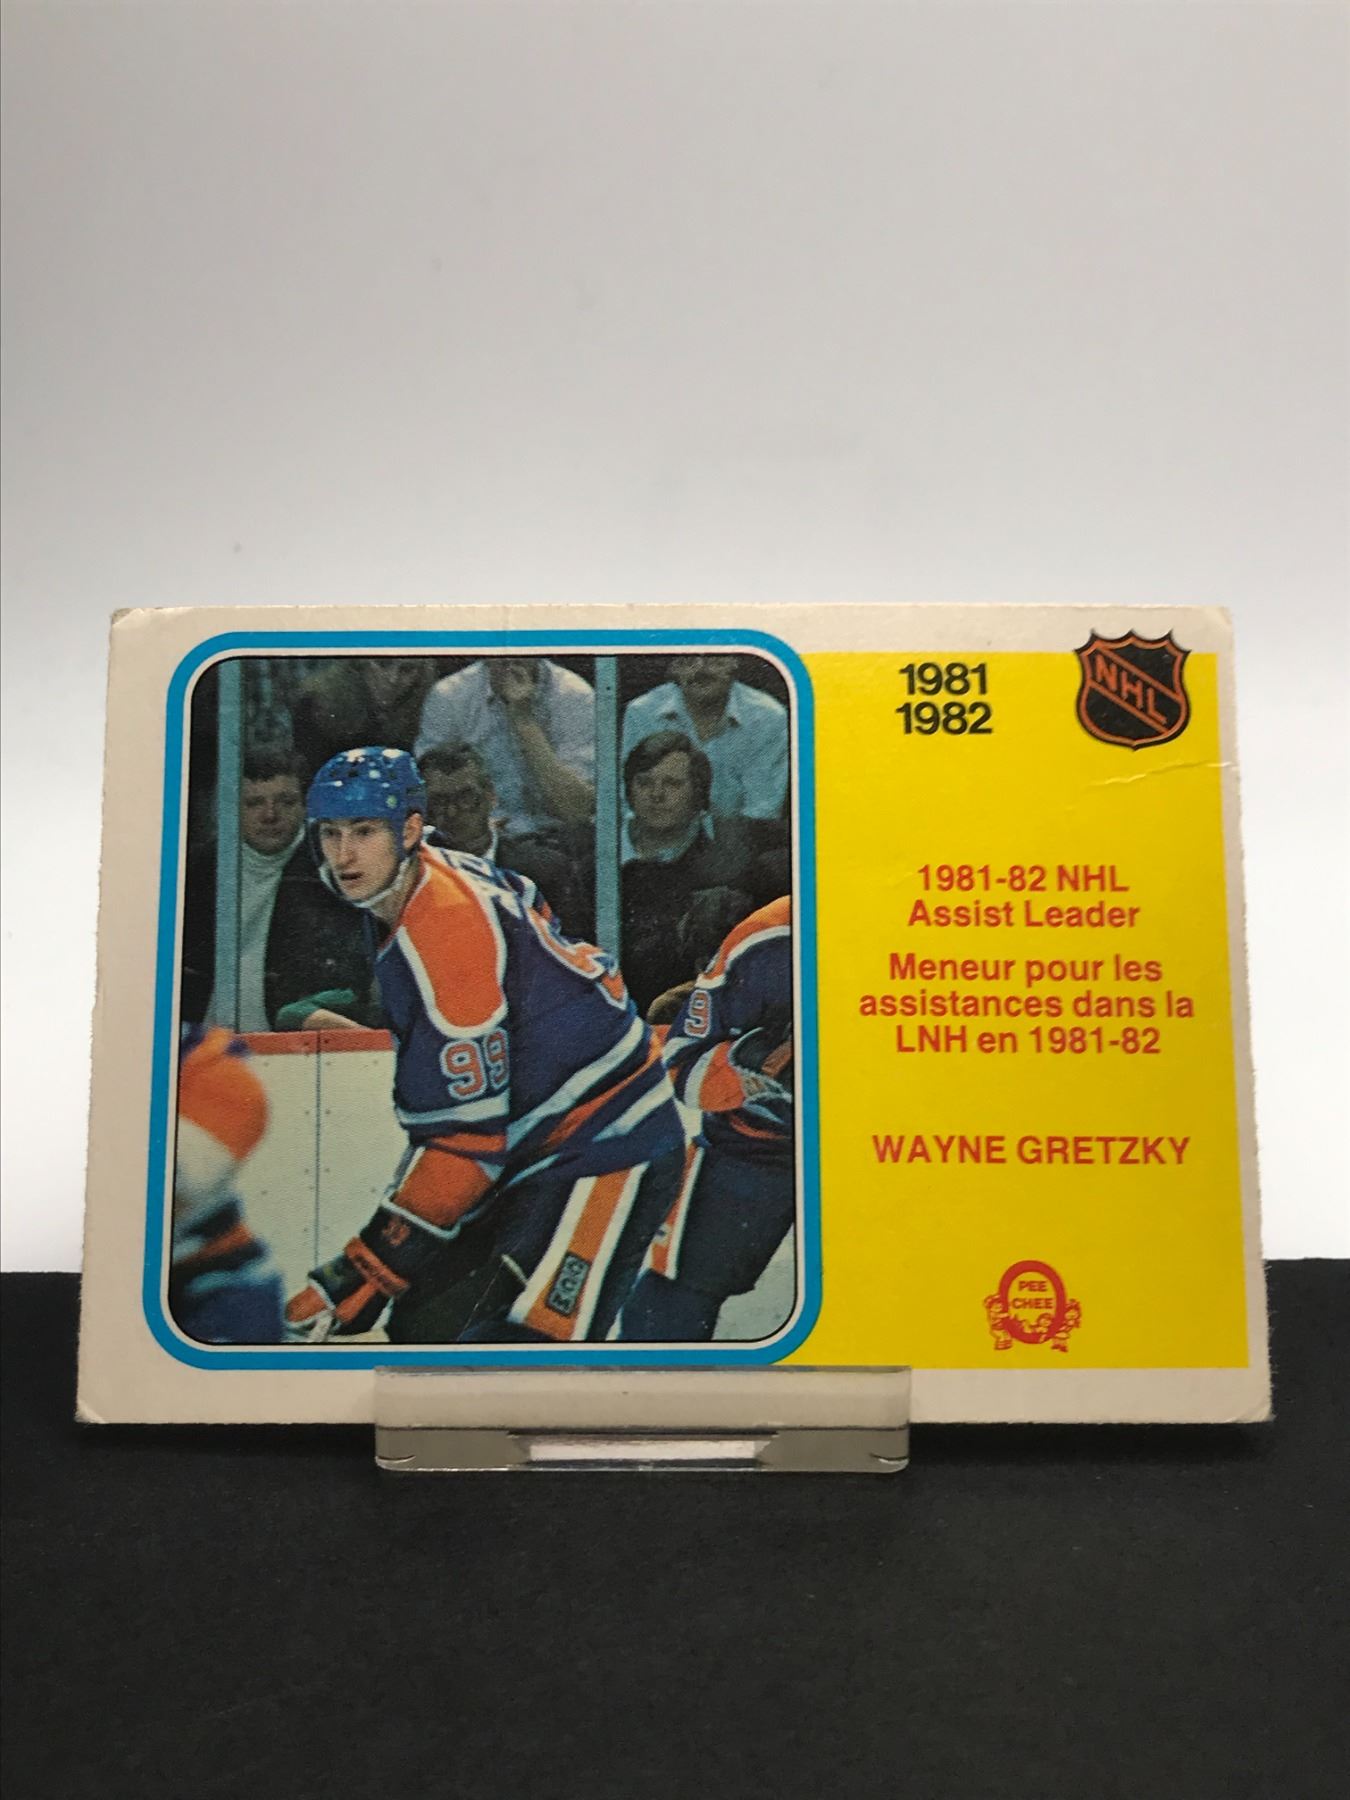 1981
1982
NHL
1981-82 NHL
Assist Leader
Meneur pour les
assistances dans la
LNH en 1981-82
WAYNE GRETZKY
PEE
CHEE
99
9